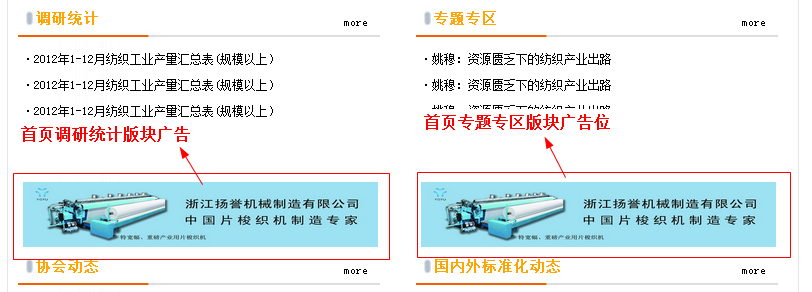 调研统计
more
·2012年1-12月纺织工业产量汇总表(规模以上)
·2012年1-12月纺织工业产量汇总表(规模以上)
·2012年1-12月纺织工业产量汇总表(规模以上)
首页调研统计版块广告
浙江扬誉机械制造有限公司
中国片梭织机制造专家
特宽幅、重磅产业用片梭织机
协会动态
more
专题专区
more
·姚穆：资源匮乏下的纺织产业出路
·姚穆：资源匮乏下的纺织产业出路
·姚穆：资源匮乏下的纺织产业出路
首页专题专区版块广告位
浙江扬誉机械制造有限公司
中国片梭织机制造专家
特宽幅、重磅产业用片梭织机
国内外标准化动态
more